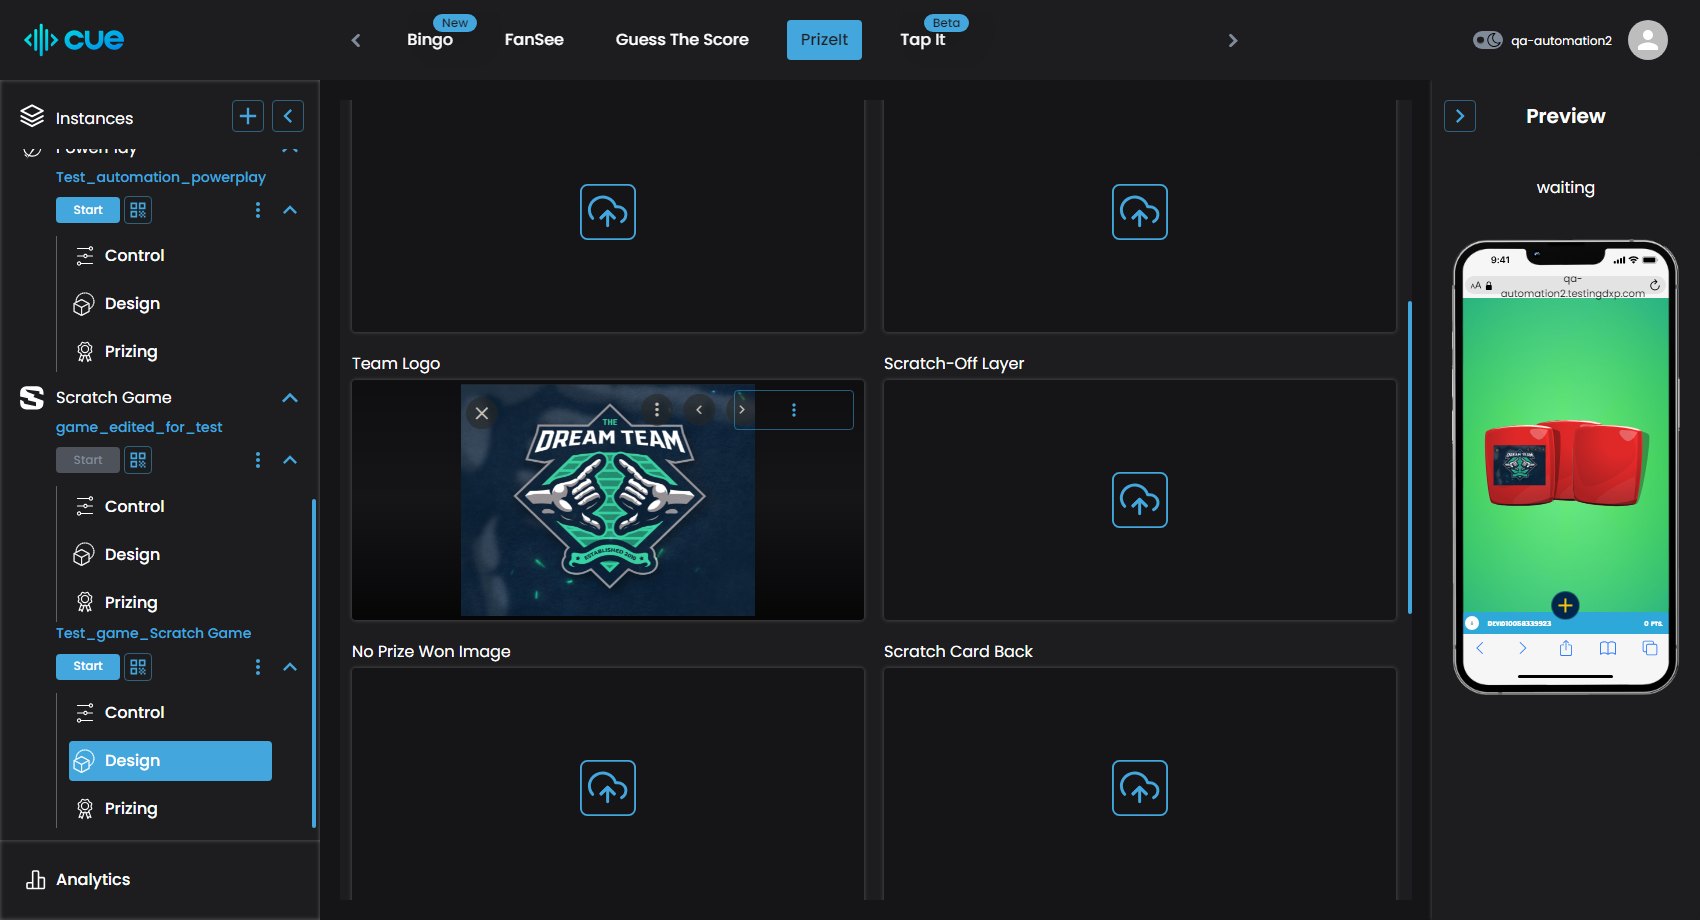 cue
Bingo
New
FanSee
Guess The Score
PrizeIt
Tap It
Beta
qa-automation2
Instances
PowerPlay
Test_automation_powerplay
Start
Control
Design
Prizing
Scratch Game
game_edited_for_test
Start
Control
Design
Prizing
Test_game_Scratch Game
Start
Control
Design
Prizing
Analytics
Team Logo
THE
DREAM TEAM
ESTABLISHED 2019
Scratch-Off Layer
No Prize Won Image
Scratch Card Back
Preview
waiting
9:41
AA
qa-
automation2.testingdxp.com
DREAM TEAM
DEVID10058339923
0 PTS.